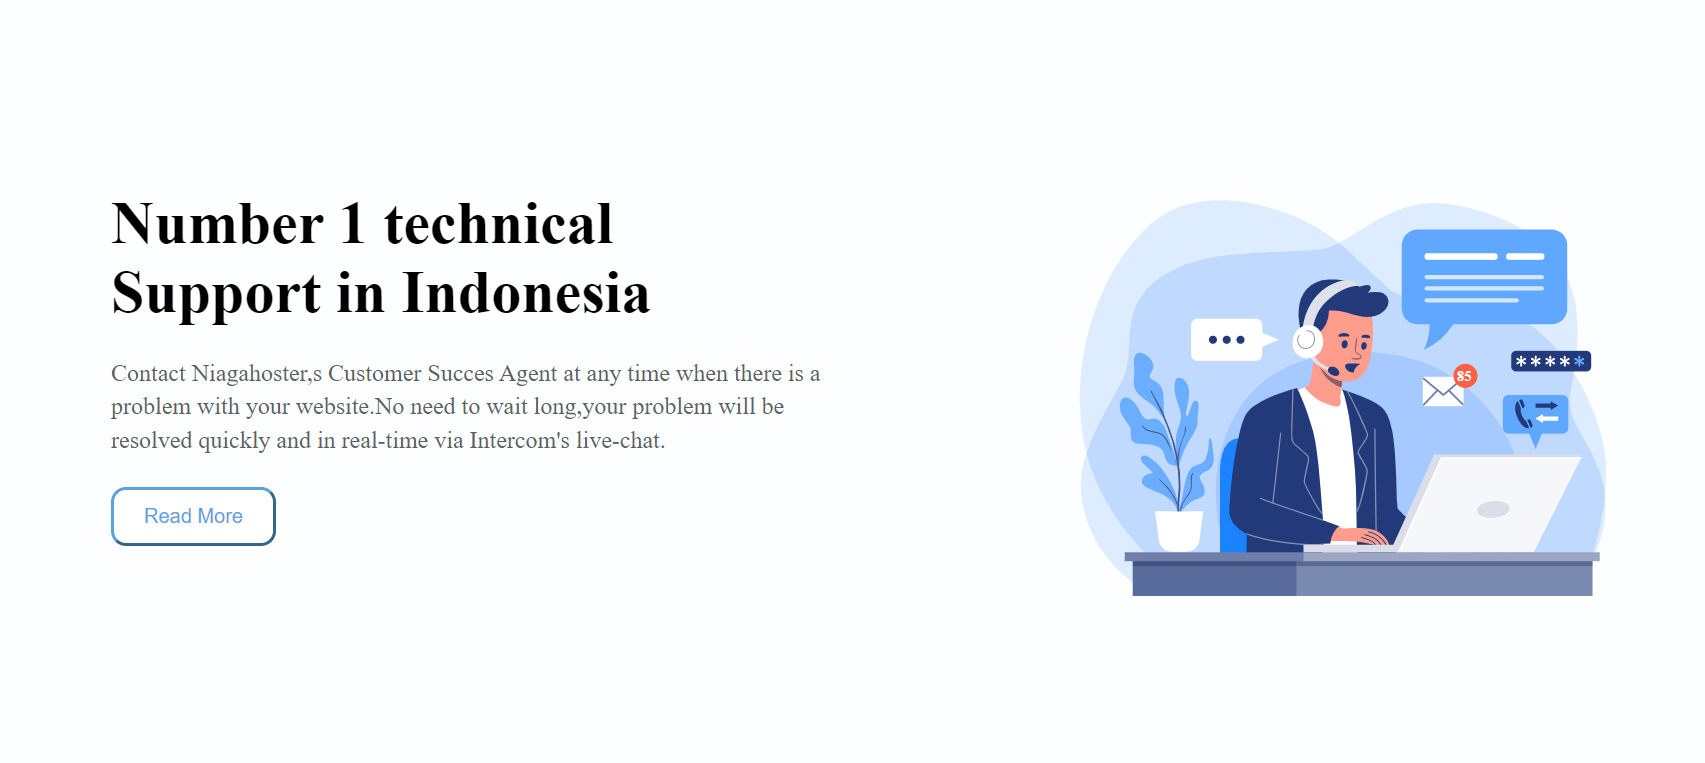 Number 1 technical
Support in Indonesia
Contact Niagahoster,s Customer Succes Agent at any time when there is a
problem with your website.No need to wait long,your problem will be
resolved quickly and in real-time via Intercom's live-chat.
Read More
*****
85